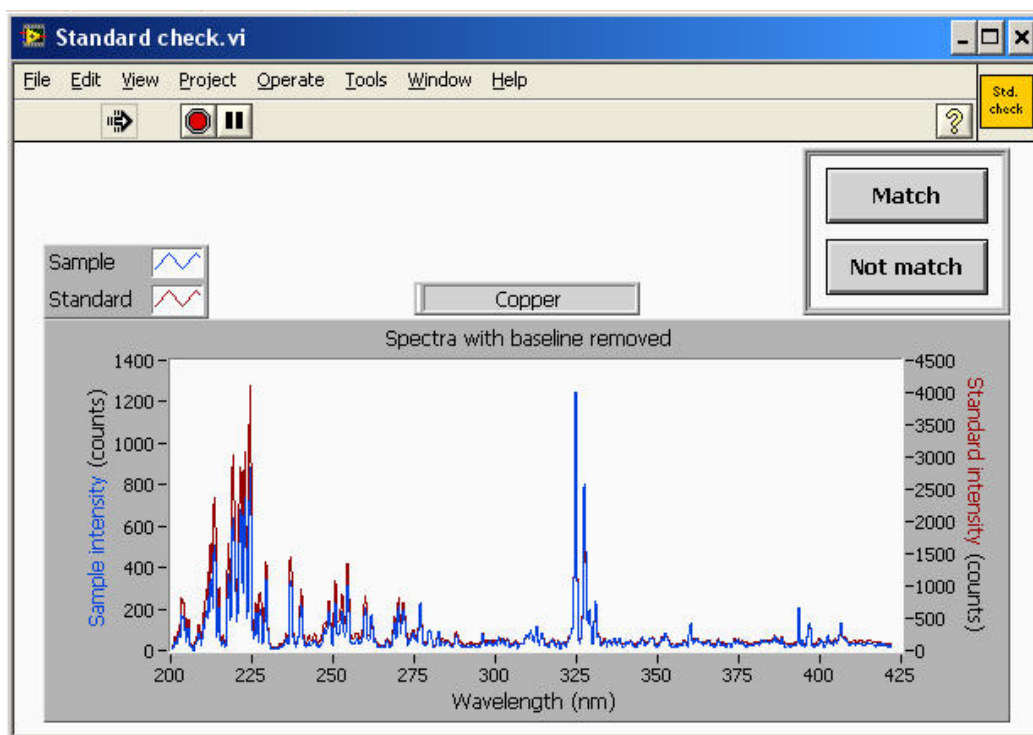 Standard check.vi
File Edit View Project Operate Tools Window Help
Std.
check
Match
Not match
Sample
Standard
Copper
Spectra with baseline removed
Sample intensity (counts)
1400
1200
1000
800
600
400
200
0
4500
4000
3500
3000
2500
2000
1500
1000
500
0
Standard intensity (counts)
200 225 250 275 300 325 350 375 400 425
Wavelength (nm)